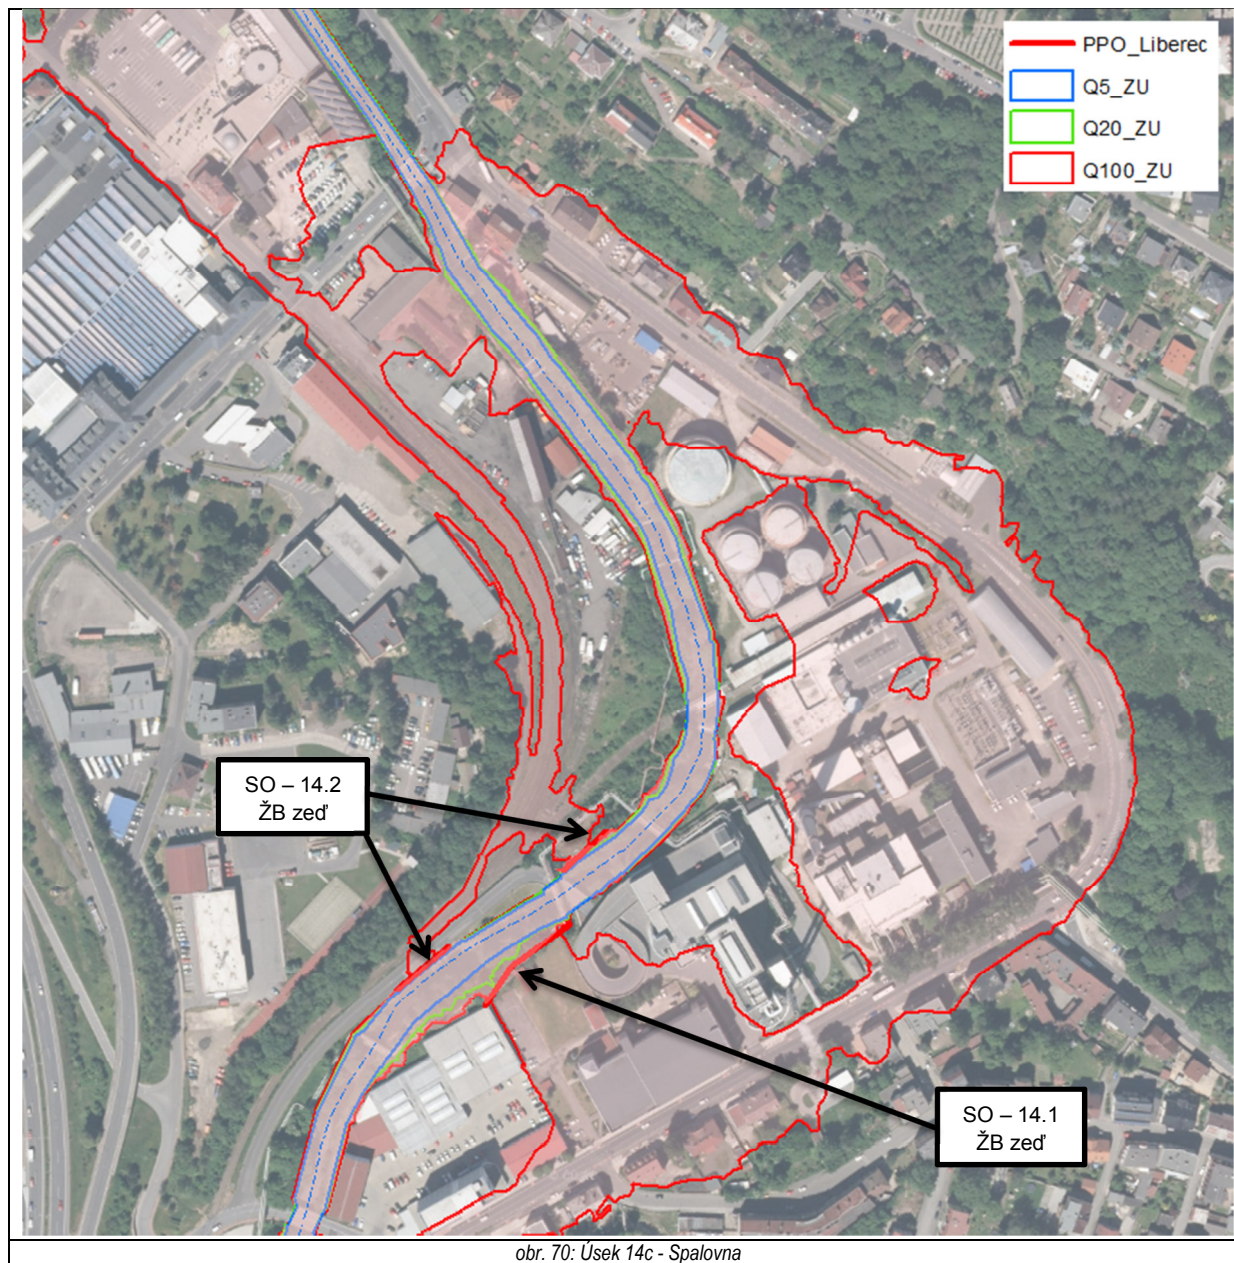 PPO_Liberec
Q5_ZU
Q20_ZU
Q100_ZU
SO – 14.2
ŽB zeď
SO – 14.1
ŽB zeď
obr. 70: Úsek 14c - Spalovna